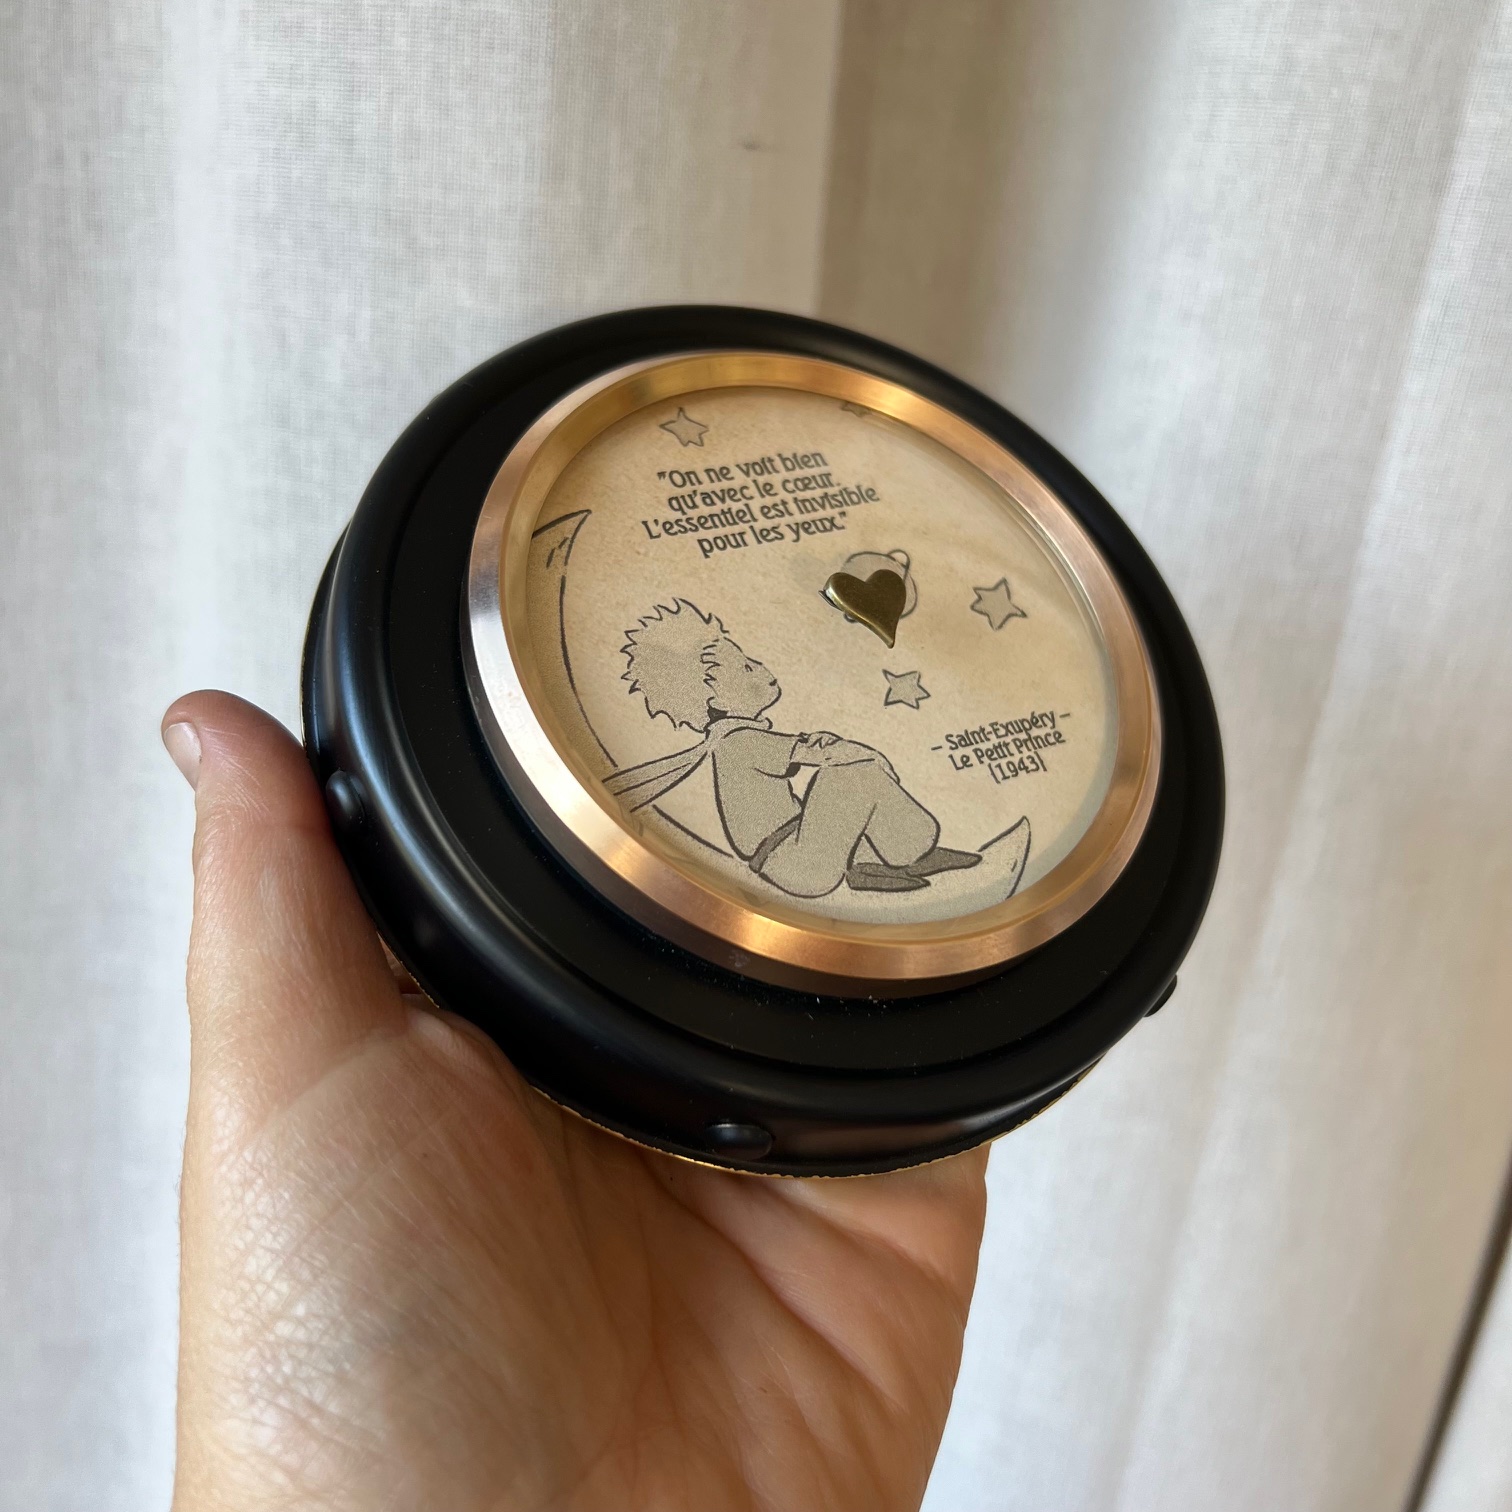 "On ne voit bien
qu'avec le cœur.
L'essentiel est invisible
pour les yeux."
– Saint-Exupéry –
Le Petit Prince
[1943]